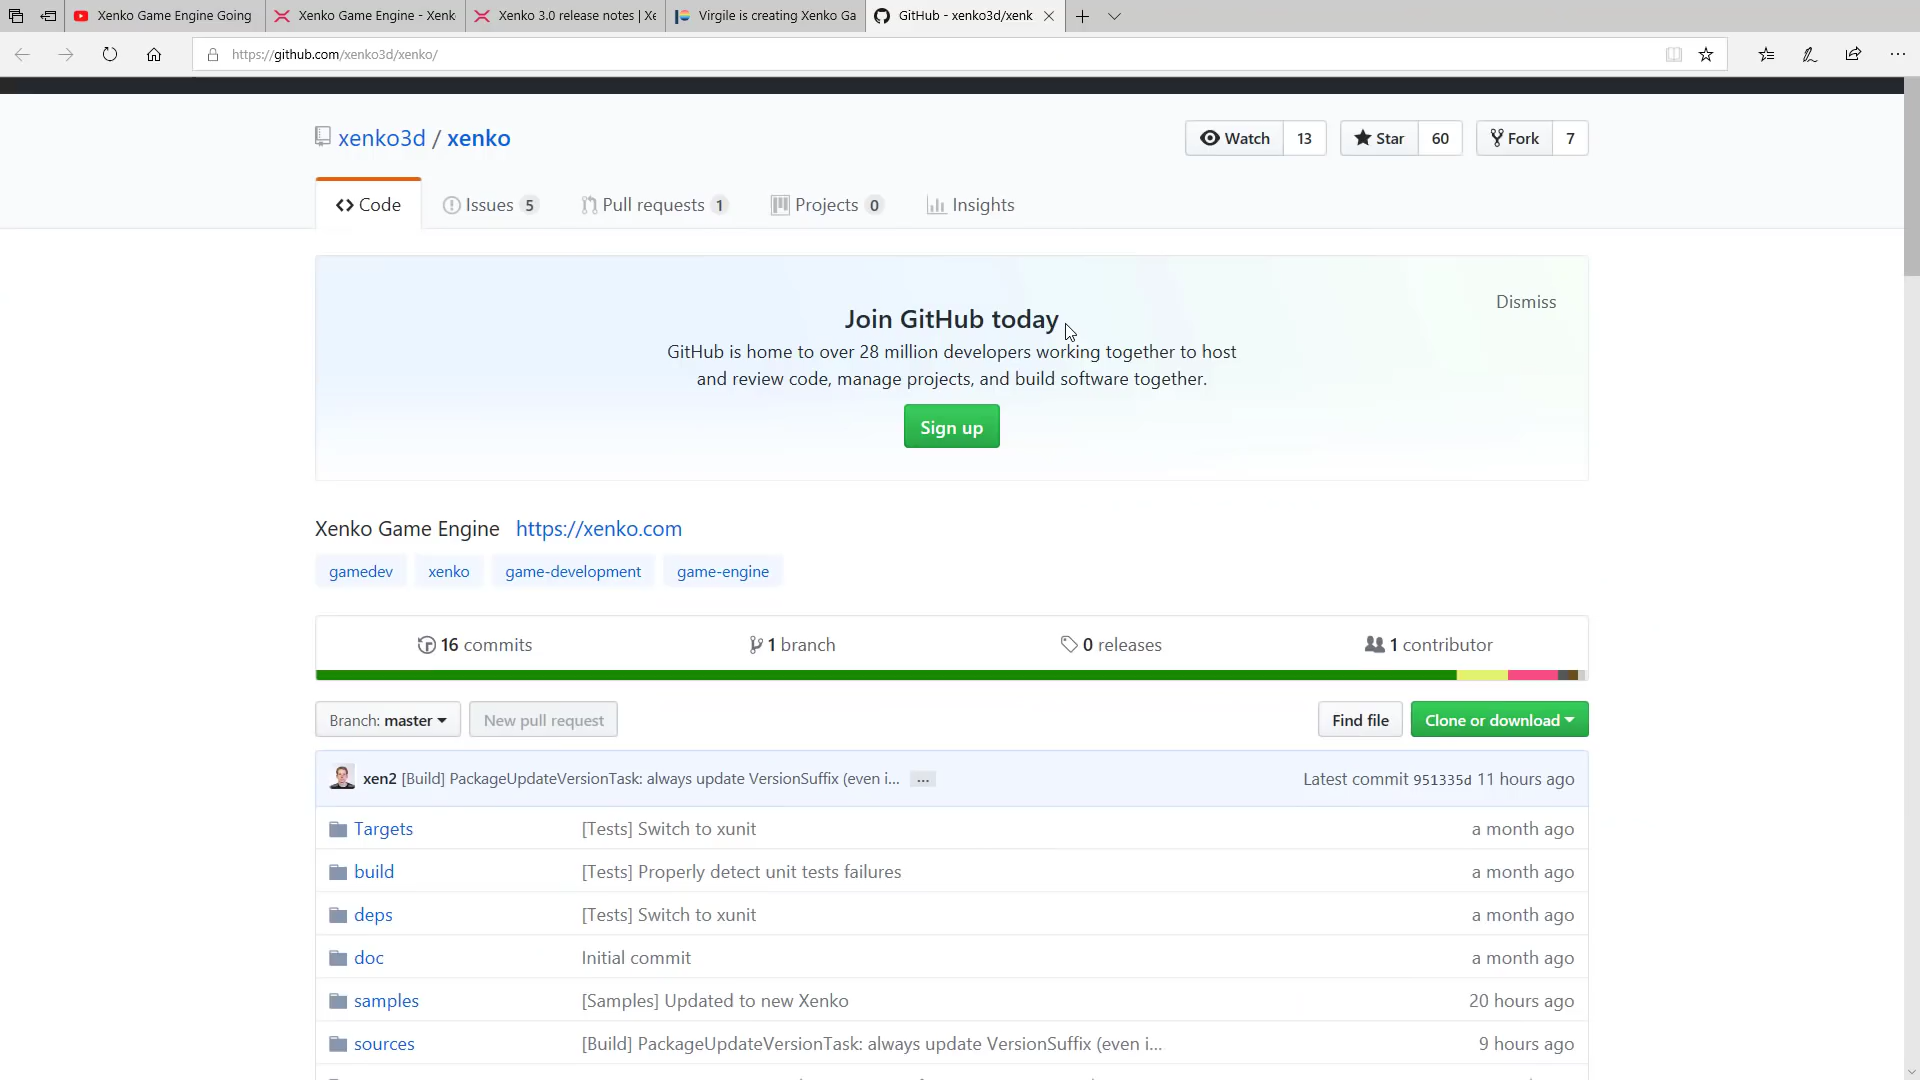 Xenko Game Engine Going
Xenko Game Engine - Xenk
Xenko 3.0 release notes | Xe
Virgile is creating Xenko Ga
GitHub - xenko3d/xenk
https://github.com/xenko3d/xenko/
xenko3d / xenko
Watch 13
Star 60
Fork 7
Code
Issues 5
Pull requests 1
Projects 0
Insights
Dismiss
Join GitHub today
GitHub is home to over 28 million developers working together to host
and review code, manage projects, and build software together.
Sign up
Xenko Game Engine https://xenko.com
gamedev xenko game-development game-engine
16 commits 1 branch 0 releases 1 contributor
Branch: master New pull request Find file Clone or download
xen2 [Build] PackageUpdateVersionTask: always update VersionSuffix (even i... ... Latest commit 951335d 11 hours ago
Targets [Tests] Switch to xunit a month ago
build [Tests] Properly detect unit tests failures a month ago
deps [Tests] Switch to xunit a month ago
doc Initial commit a month ago
samples [Samples] Updated to new Xenko 20 hours ago
sources [Build] PackageUpdateVersionTask: always update VersionSuffix (even i... 9 hours ago